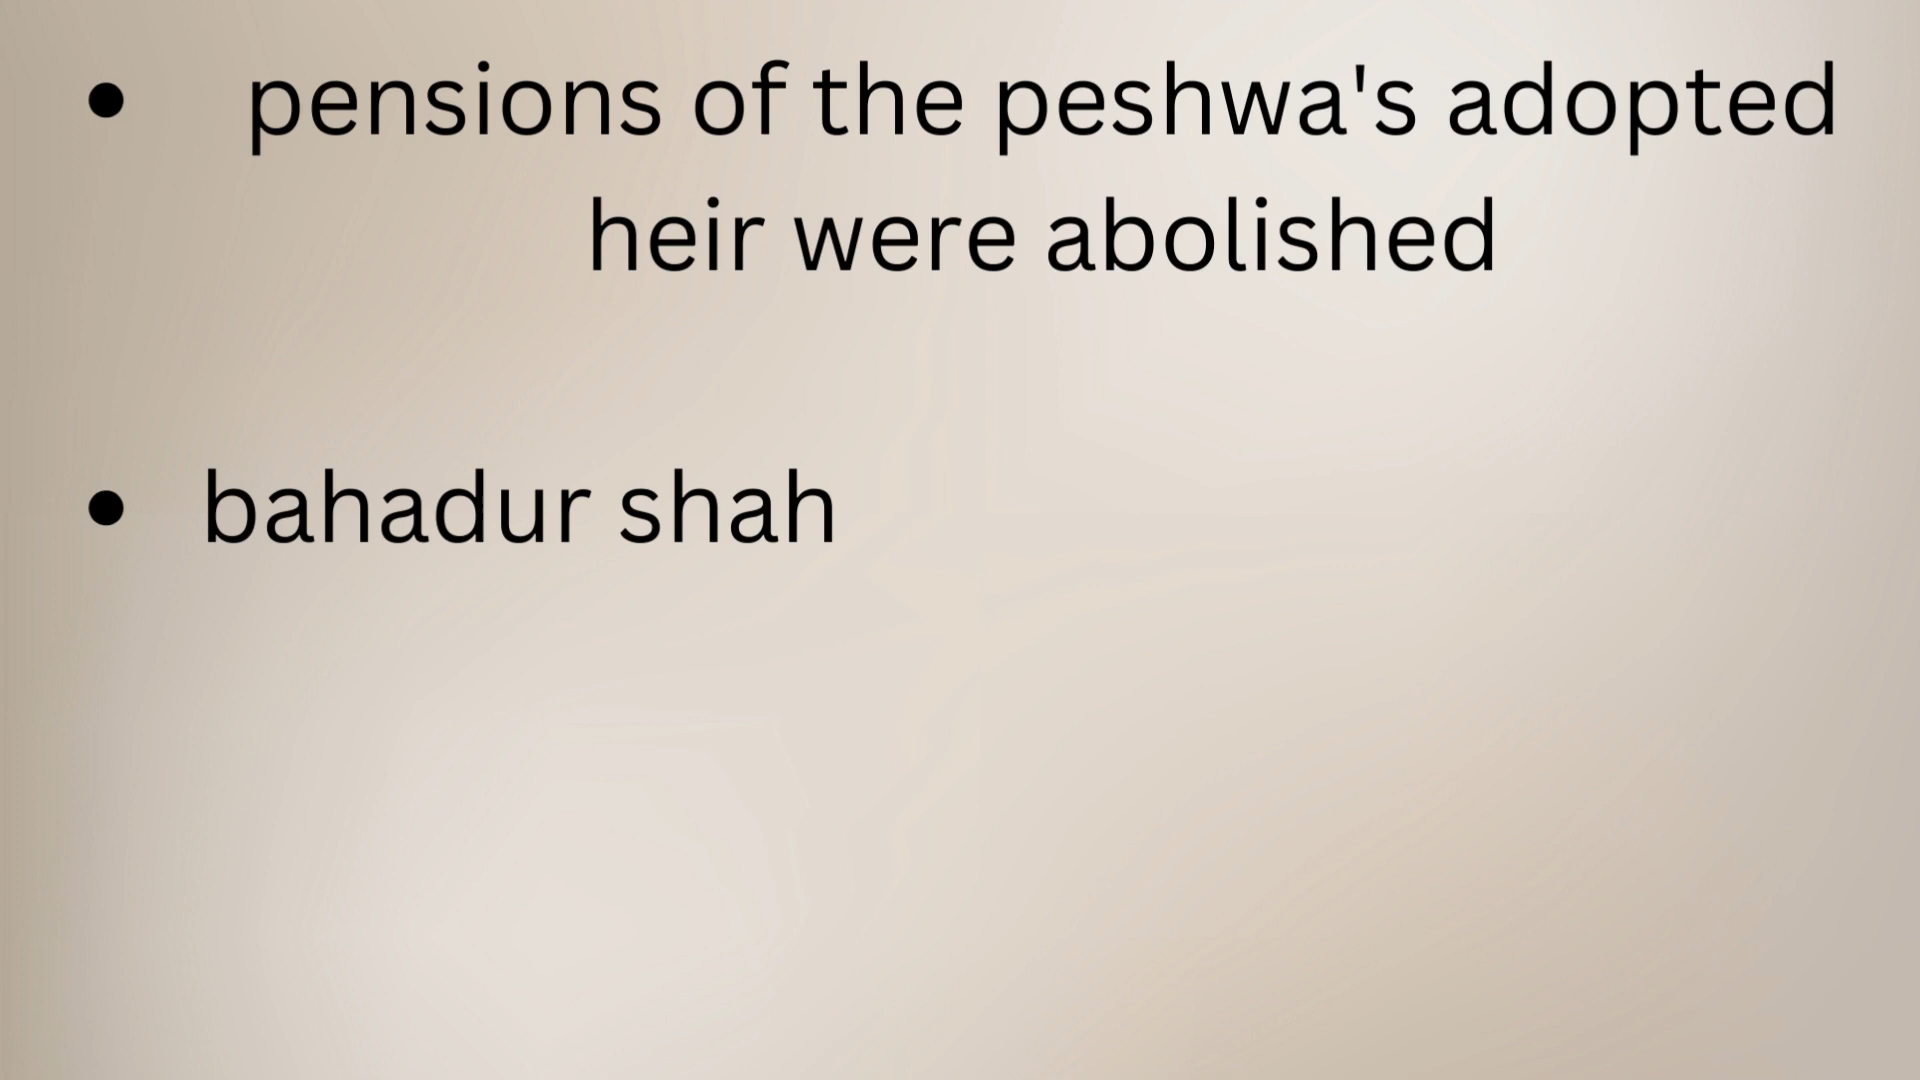 • pensions of the peshwa's adopted
heir were abolished
• bahadur shah